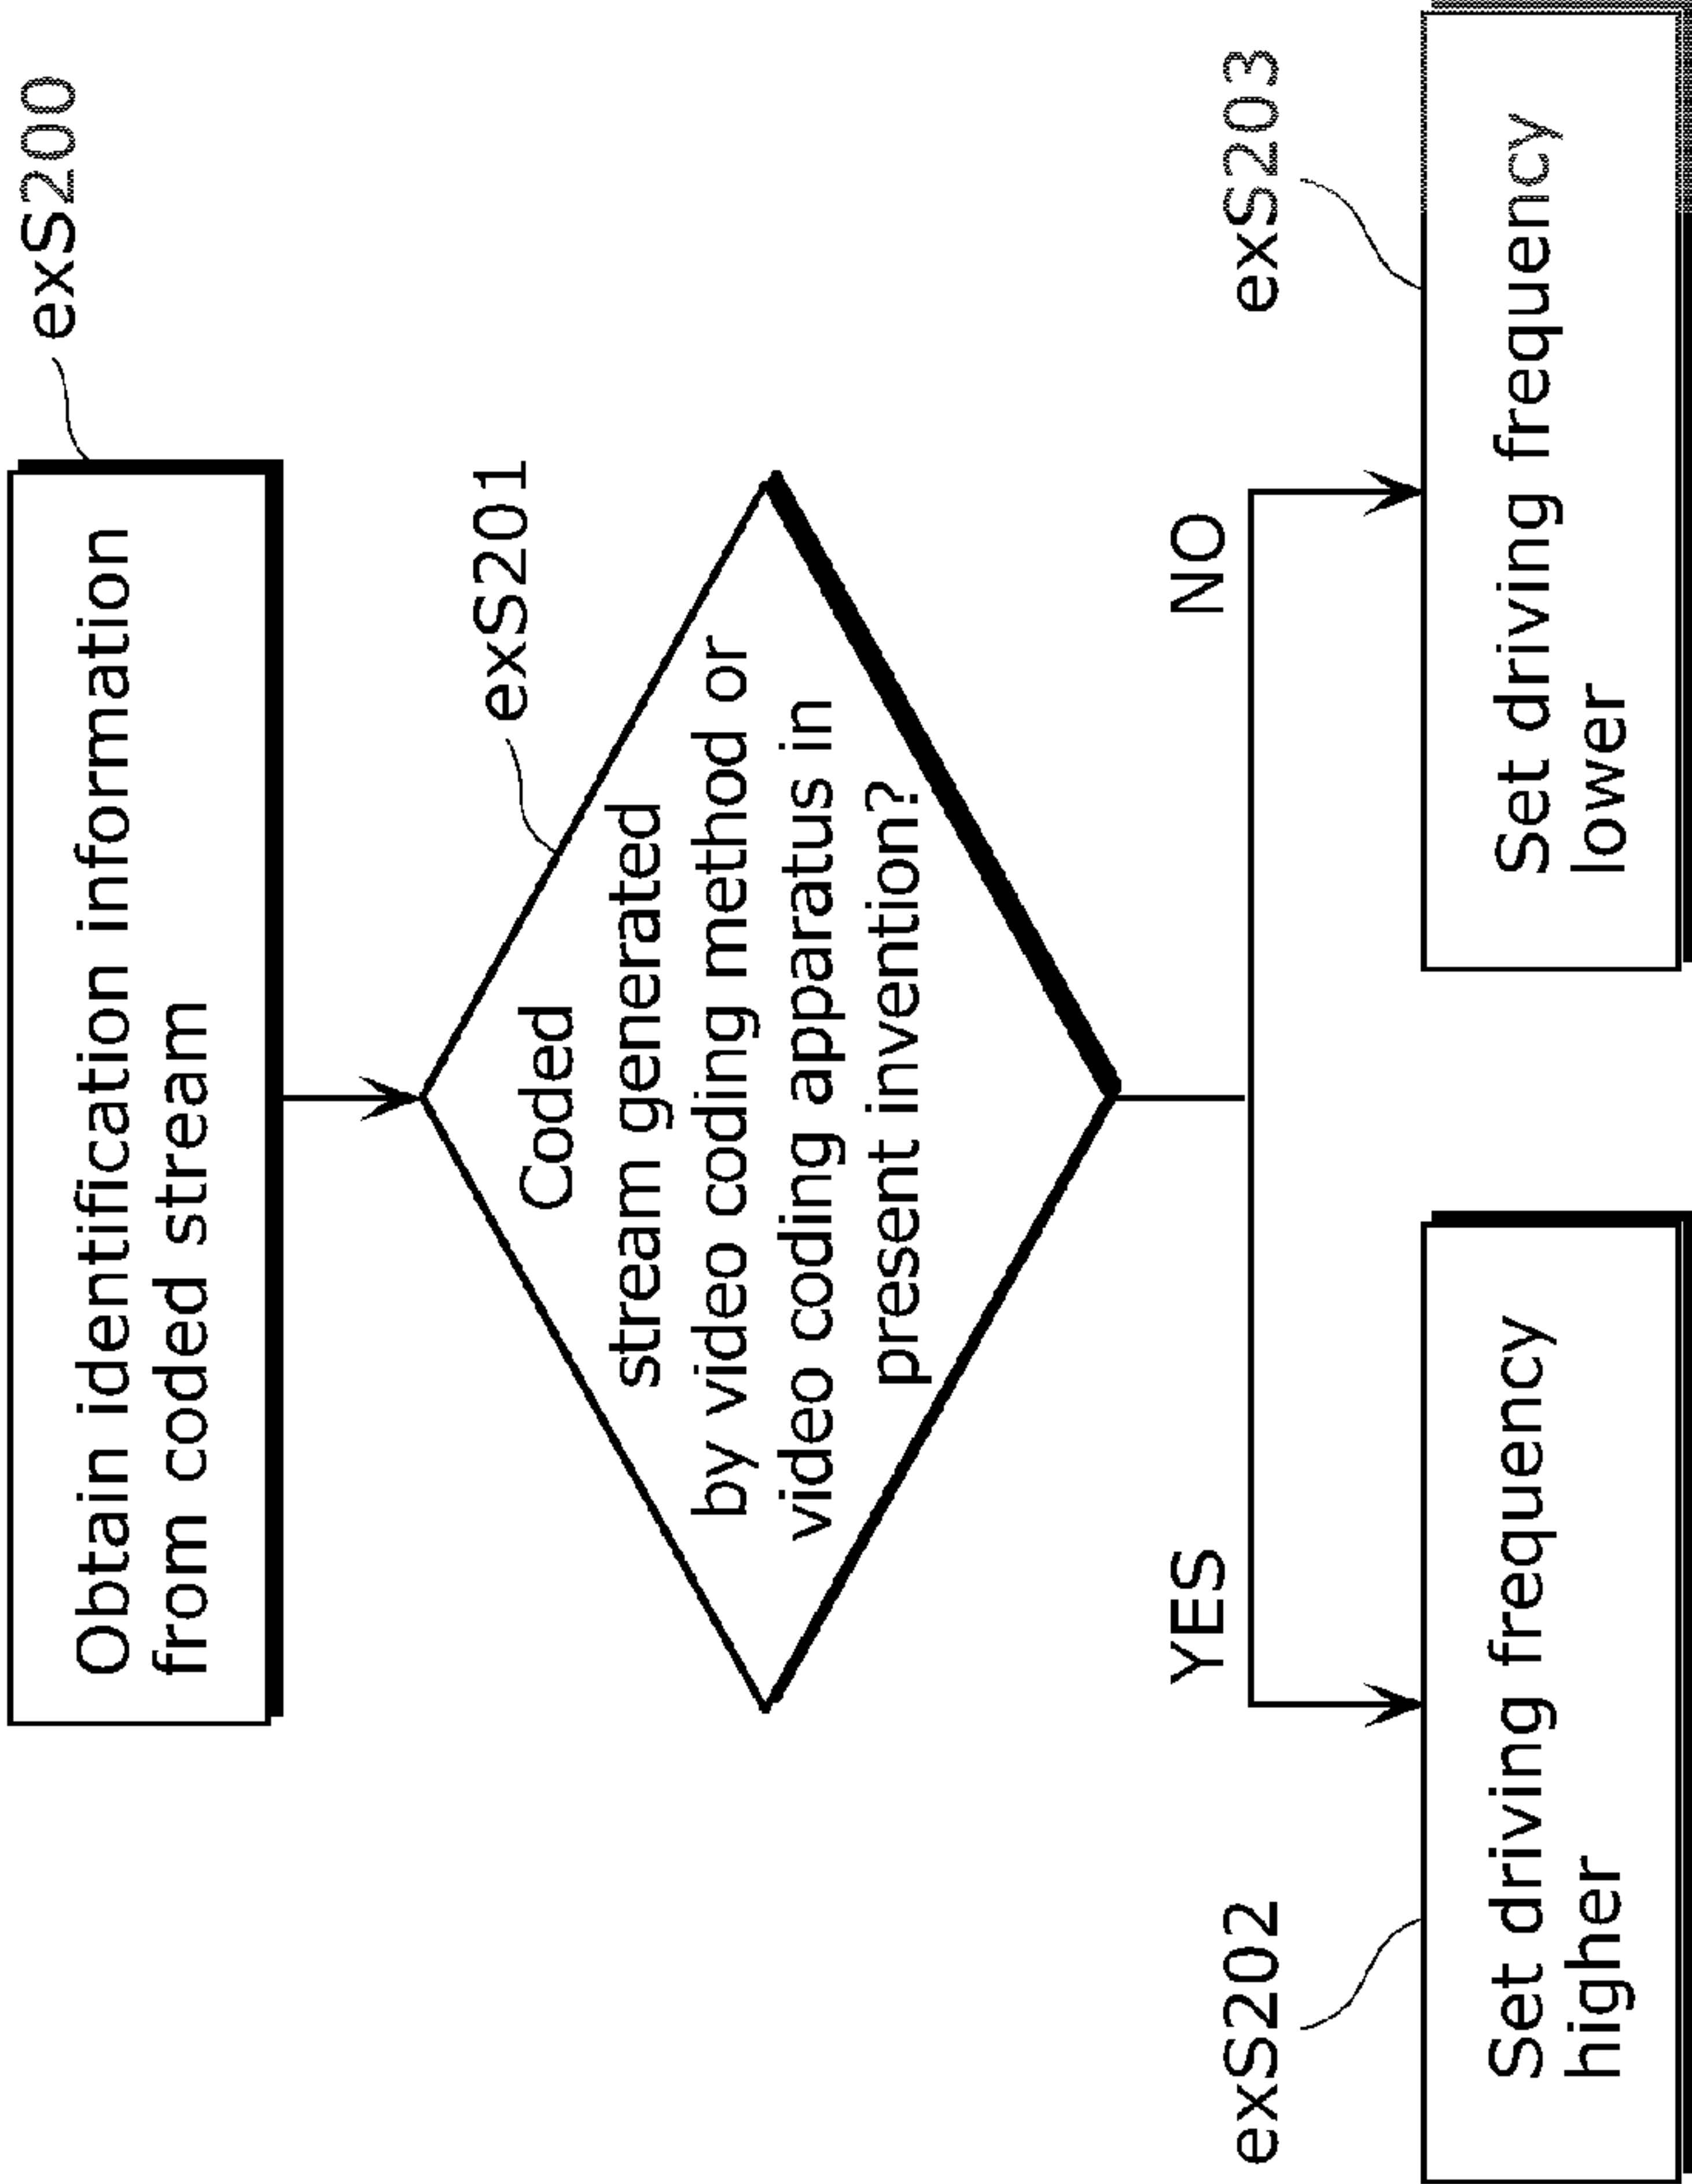 exS200
Obtain identification information
from coded stream
exS201
Coded
stream generated
by video coding method or
video coding apparatus in
present invention?
YES
NO
exS202
Set driving frequency
higher
exS203
Set driving frequency
lower